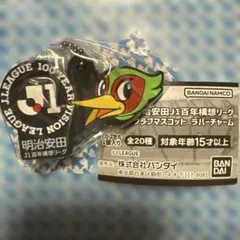 J.LEAGUE 100 YEAR VISION LEAGUE
J1
明治安田
J1百年構想リーグ
BANDAI NAMCO
明治安田J1百年構想リーグ
クラブマスコット ラバーチャーム
全20種
対象年齢15才以上
©J.LEAGUE
株式会社バンダイ
BAN
DAI